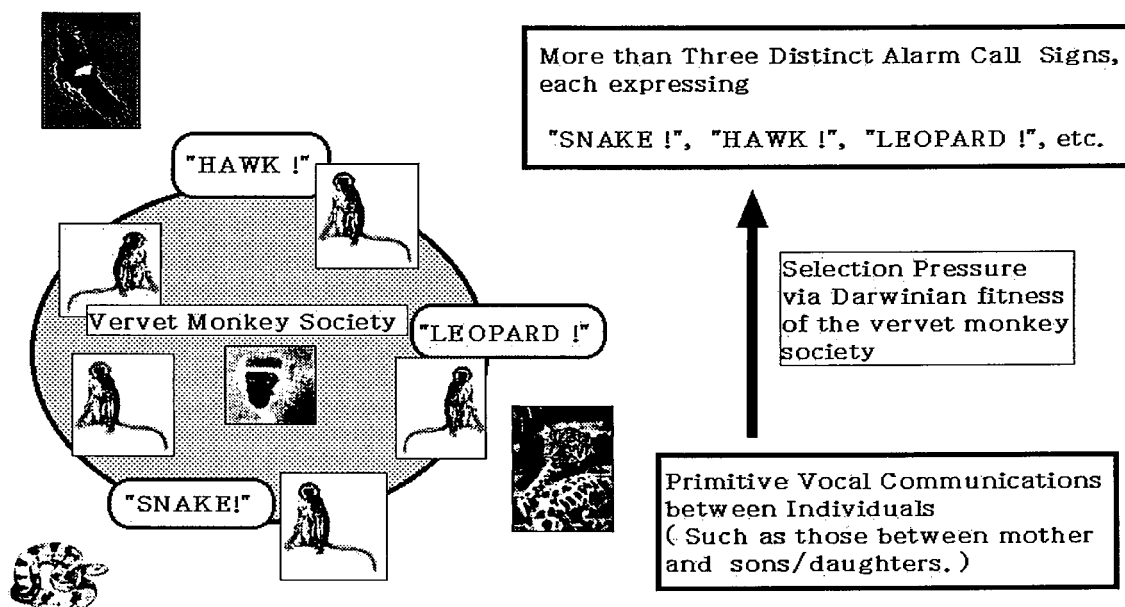 "HAWK !"
Vervet Monkey Society
"LEOPARD !"
"SNAKE!"
More than Three Distinct Alarm Call Signs,
each expressing
"SNAKE !", "HAWK !", "LEOPARD !", etc.
Selection Pressure
via Darwinian fitness
of the vervet monkey
society
Primitive Vocal Communications
between Individuals
( Such as those between mother
and sons/daughters. )